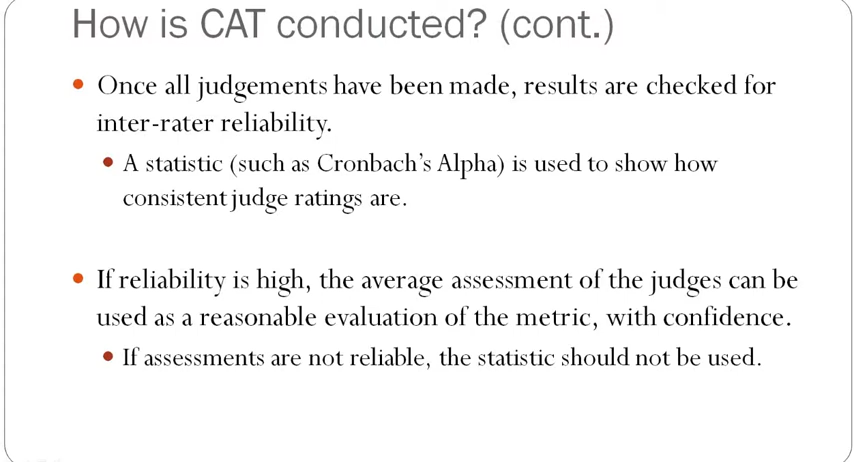 How is CAT conducted? (cont.)
• Once all judgements have been made, results are checked for
inter-rater reliability.
• A statistic (such as Cronbach's Alpha) is used to show how
consistent judge ratings are.
• If reliability is high, the average assessment of the judges can be
used as a reasonable evaluation of the metric, with confidence.
• If assessments are not reliable, the statistic should not be used.